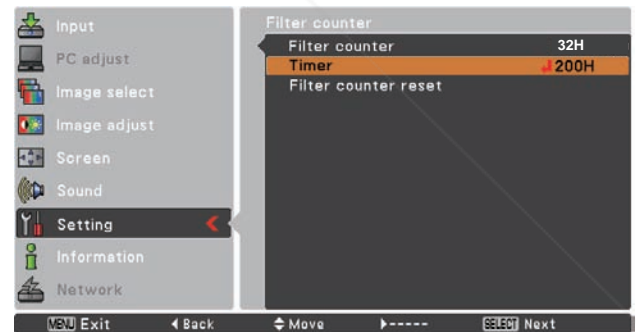 Input
PC adjust
Image select
Image adjust
Screen
Sound
Setting
Information
Network
Filter counter
Filter counter 32H
Timer 200H
Filter counter reset
MENU Exit Back Move ----- SELECT Next